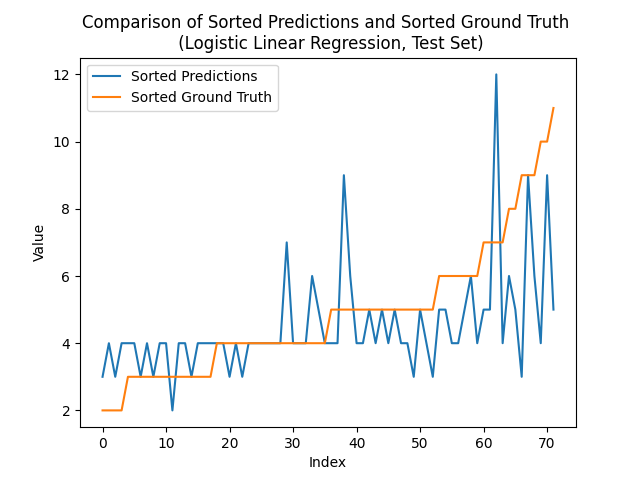 Comparison of Sorted Predictions and Sorted Ground Truth
(Logistic Linear Regression, Test Set)
Sorted Predictions
Sorted Ground Truth
12
10
8
6
4
2
Value
0 10 20 30 40 50 60 70
Index